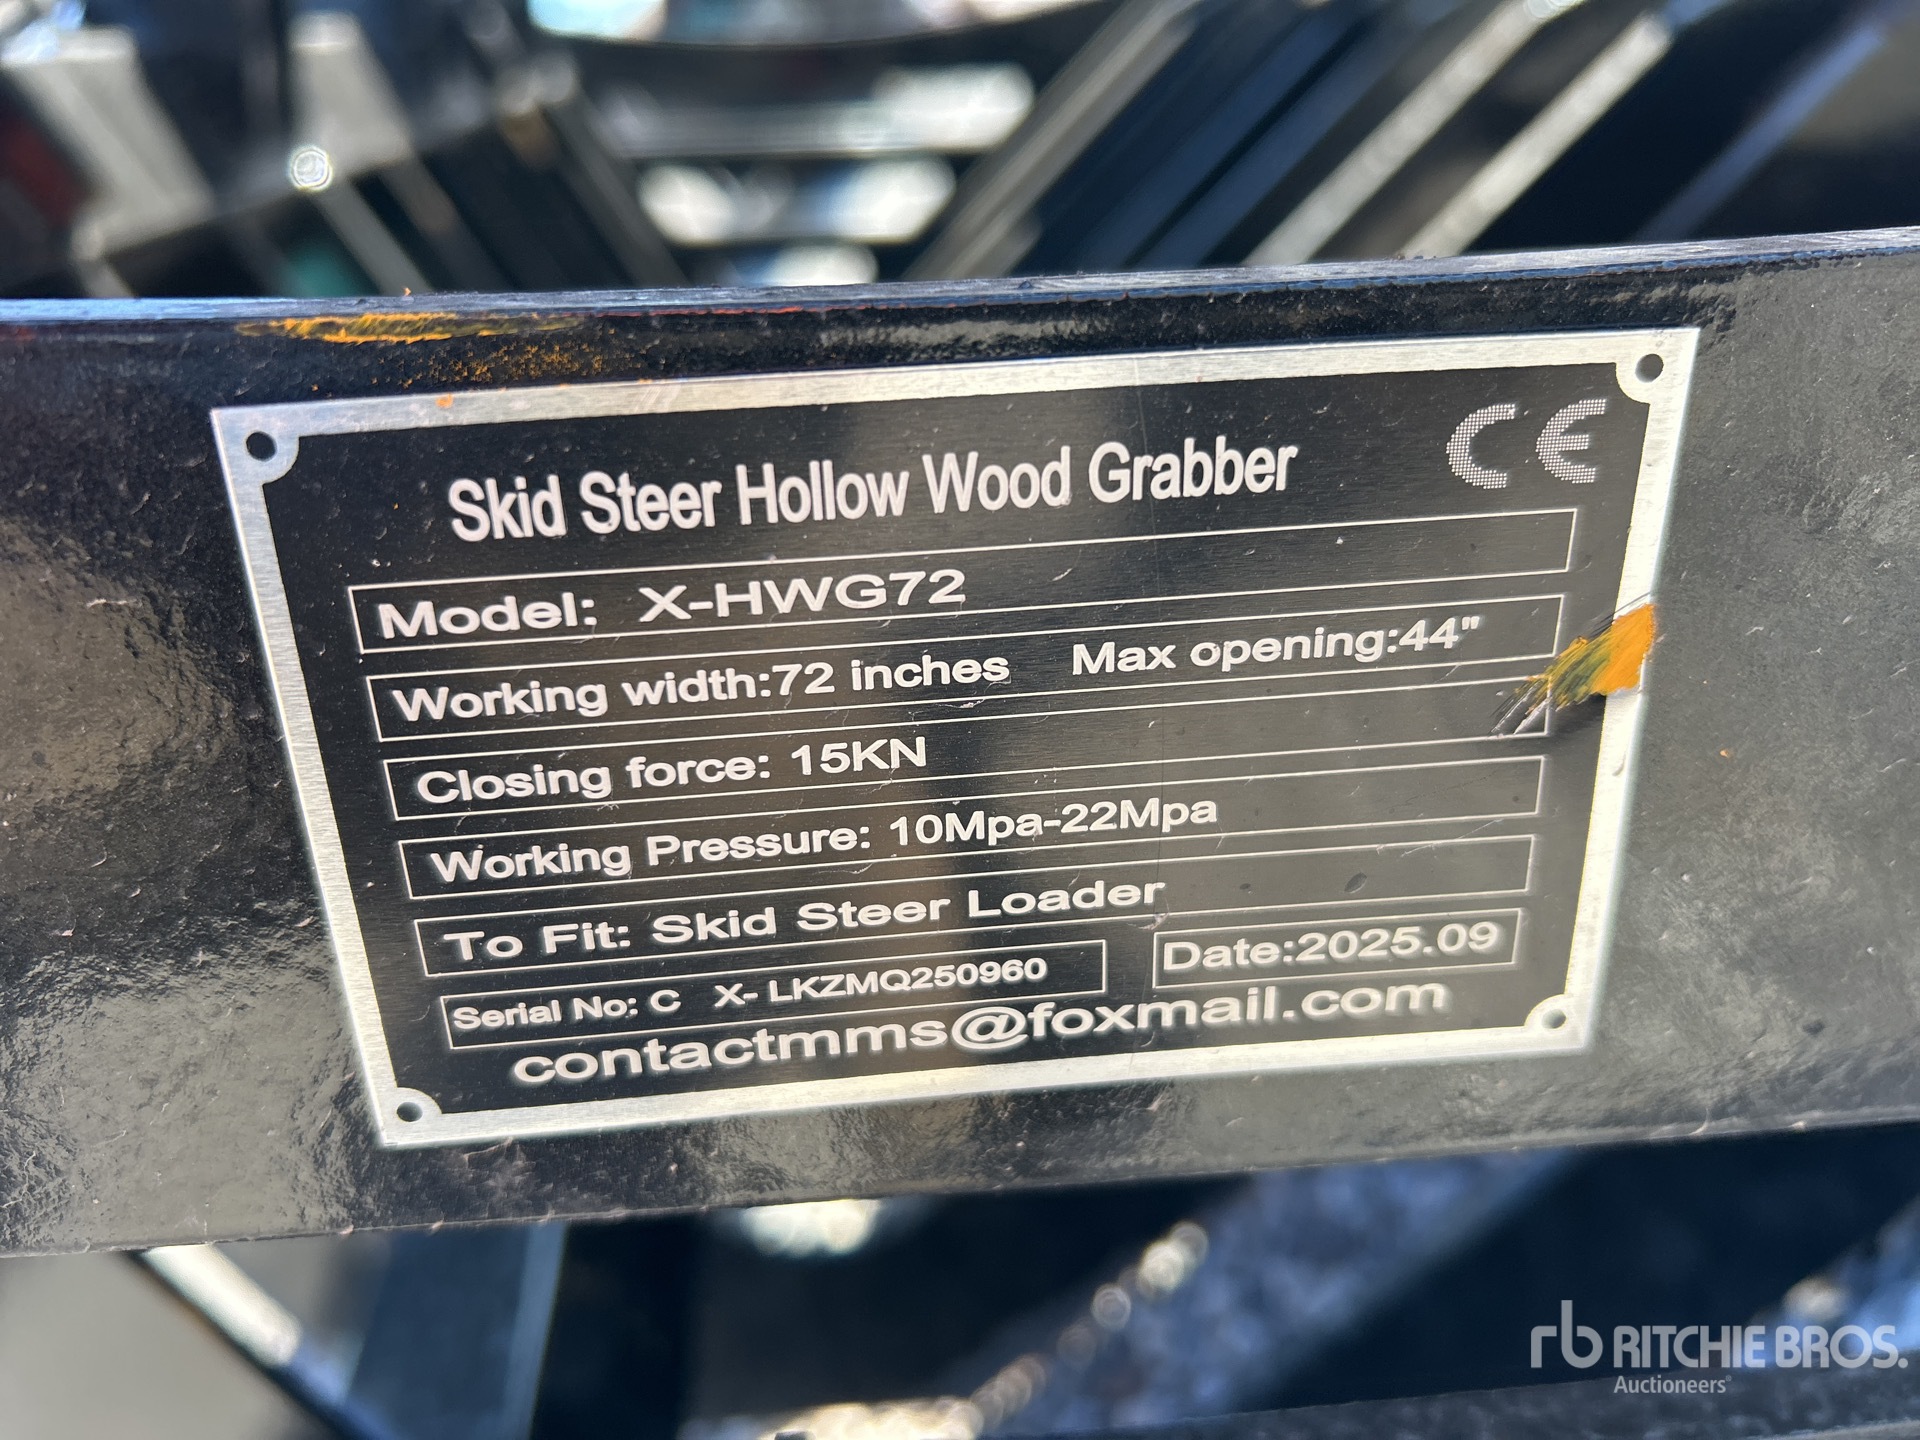 CE
Skid Steer Hollow Wood Grabber
Model: X-HWG72
Working width:72 inches Max opening:44"
Closing force: 15KN
Working Pressure: 10Mpa-22Mpa
To Fit: Skid Steer Loader
Serial No: C X- LKZMQ250960 Date:2025.09
contactmms@foxmail.com
rb RITCHIE BROS.
Auctioneers